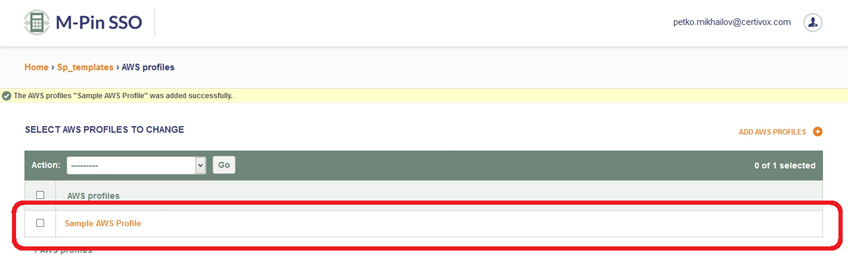 M-Pin SSO
petko.mikhailov@certivox.com
Home › Sp_templates › AWS profiles
The AWS profiles "Sample AWS Profile" was added successfully.
SELECT AWS PROFILES TO CHANGE
ADD AWS PROFILES
Action: --------- Go 0 of 1 selected
AWS profiles
Sample AWS Profile
1 AWS profiles